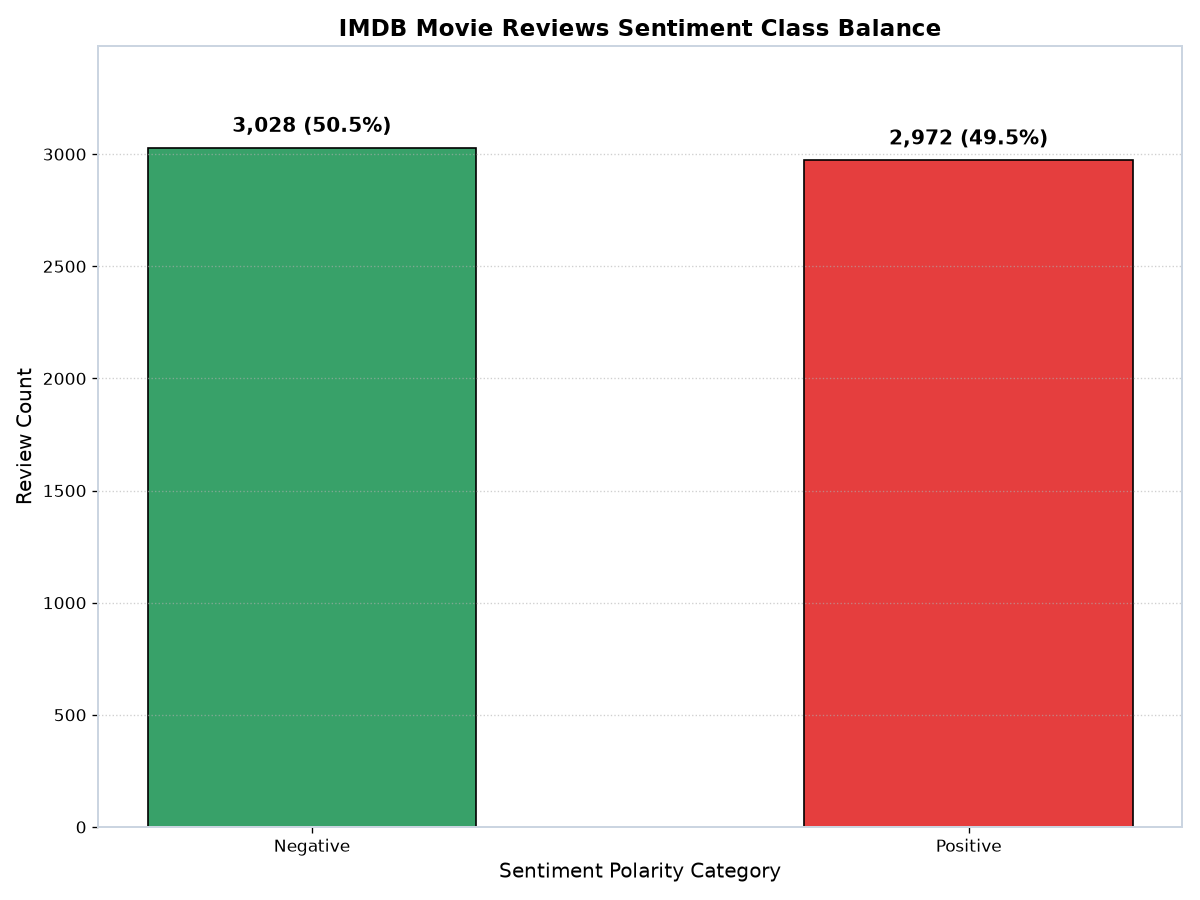 IMDB Movie Reviews Sentiment Class Balance
3,028 (50.5%)
2,972 (49.5%)
3000
2500
2000
1500
1000
500
0
Review Count
Negative
Positive
Sentiment Polarity Category